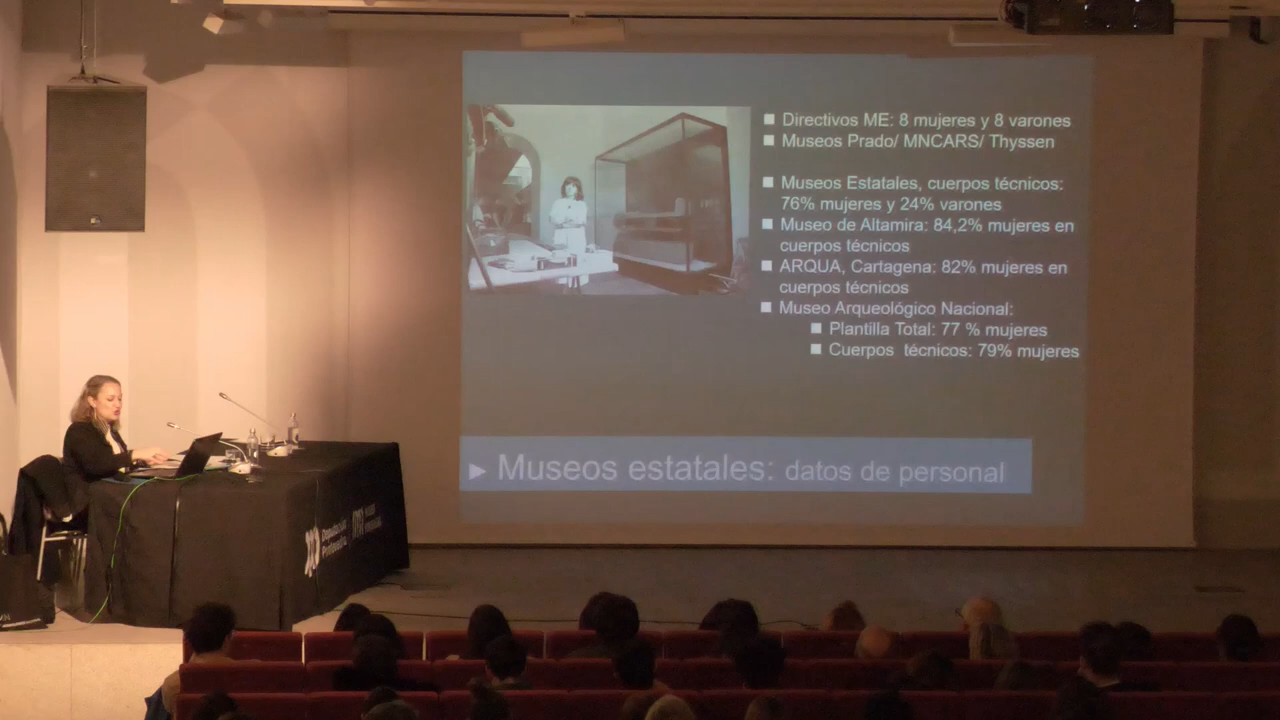 ■ Directivos ME: 8 mujeres y 8 varones
■ Museos Prado/ MNCARS/ Thyssen
■ Museos Estatales, cuerpos técnicos:
76% mujeres y 24% varones
■ Museo de Altamira: 84,2% mujeres en
cuerpos técnicos
■ ARQUA, Cartagena: 82% mujeres en
cuerpos técnicos
■ Museo Arqueológico Nacional:
■ Plantilla Total: 77 % mujeres
■ Cuerpos técnicos: 79% mujeres
► Museos estatales: datos de personal